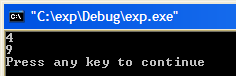 "C:\exp\Debug\exp.exe"
4
9
Press any key to continue